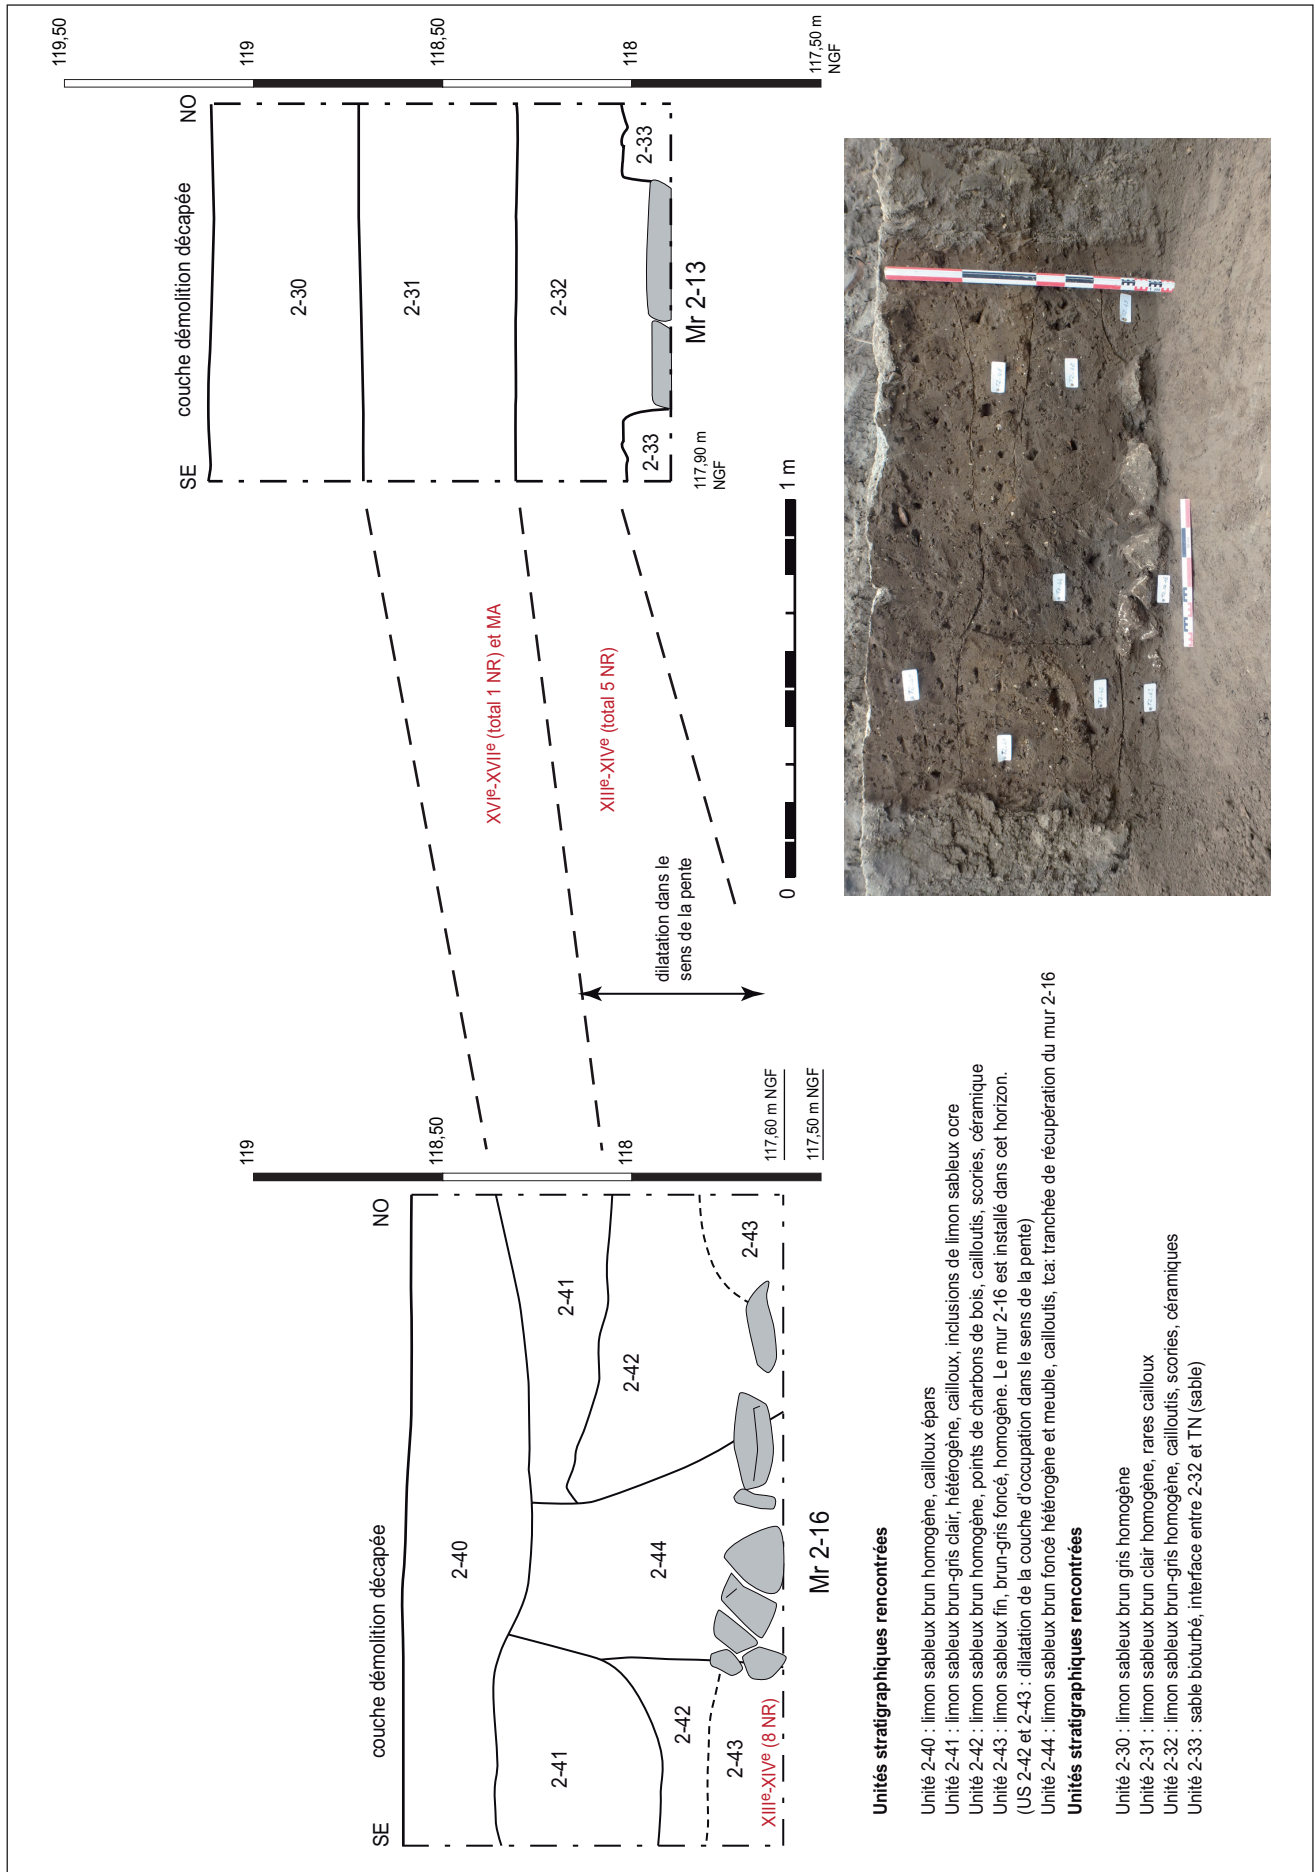 couche démolition décapée
SE
NO
2-40
2-41
2-41
2-42
2-42
2-43
2-43
2-44
XIIIe-XIVe (8 NR)
Mr 2-16
119
118,50
118
117,60 m NGF
117,50 m NGF
XVIe-XVIIe (total 1 NR) et MA
XIIIe-XIVe (total 5 NR)
dilatation dans le
sens de la pente
0
1 m
couche démolition décapée
SE
NO
2-30
2-31
2-32
2-33
2-33
117,90 m
NGF
Mr 2-13
119,50
119
118,50
118
117,50 m
NGF
Unités stratigraphiques rencontrées
Unité 2-40 : limon sableux brun homogène, cailloux épars
Unité 2-41 : limon sableux brun-gris clair, hétérogène, cailloux, inclusions de limon sableux ocre
Unité 2-42 : limon sableux brun homogène, points de charbons de bois, cailloutis, scories, céramique
Unité 2-43 : limon sableux fin, brun-gris foncé, homogène. Le mur 2-16 est installé dans cet horizon.
(US 2-42 et 2-43 : dilatation de la couche d'occupation dans le sens de la pente)
Unité 2-44 : limon sableux brun foncé hétérogène et meuble, cailloutis, tca: tranchée de récupération du mur 2-16
Unités stratigraphiques rencontrées
Unité 2-30 : limon sableux brun gris homogène
Unité 2-31 : limon sableux brun clair homogène, rares cailloux
Unité 2-32 : limon sableux brun-gris homogène, cailloutis, scories, céramiques
Unité 2-33 : sable bioturbé, interface entre 2-32 et TN (sable)